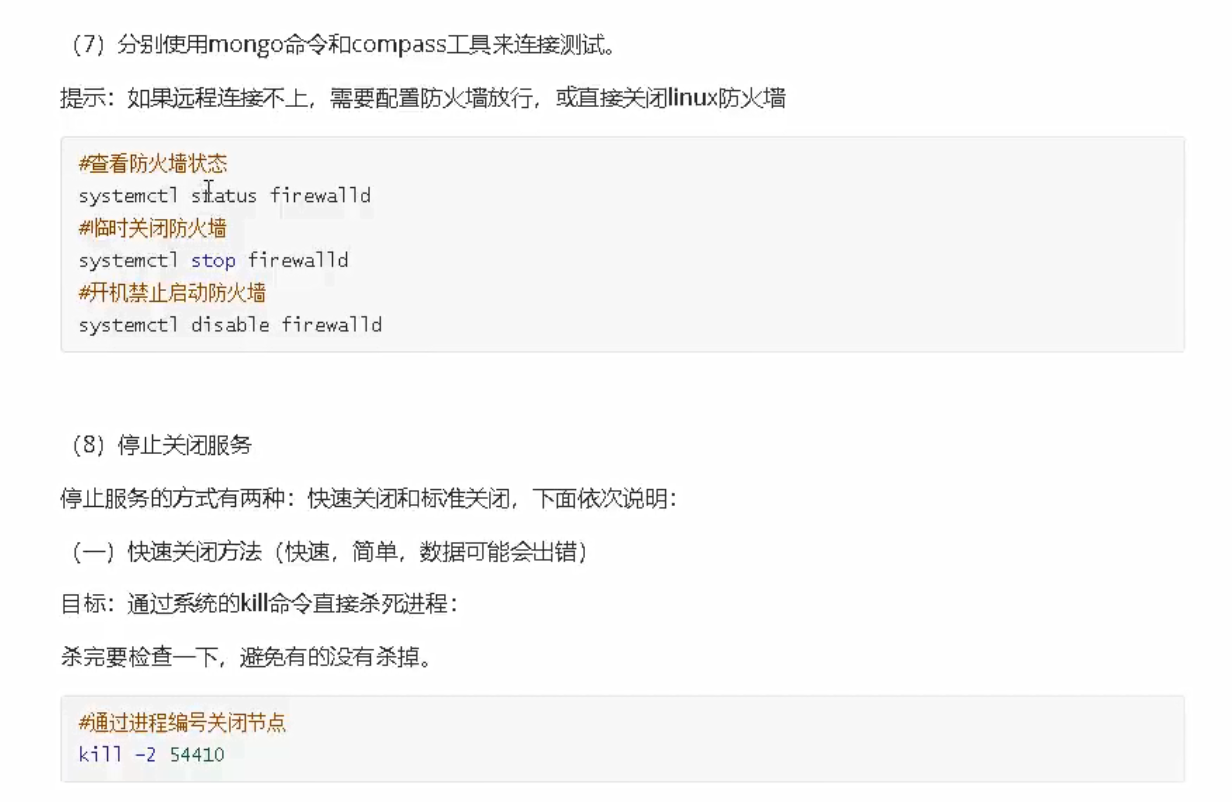 （7）分别使用mongo命令和compass工具来连接测试。
提示：如果远程连接不上，需要配置防火墙放行，或直接关闭linux防火墙
#查看防火墙状态
systemctl status firewalld
#临时关闭防火墙
systemctl stop firewalld
#开机禁止启动防火墙
systemctl disable firewalld
（8）停止关闭服务
停止服务的方式有两种：快速关闭和标准关闭，下面依次说明：
（一）快速关闭方法（快速，简单，数据可能会出错）
目标：通过系统的kill命令直接杀死进程：
杀完要检查一下，避免有的没有杀掉。
#通过进程编号关闭节点
kill -2 54410